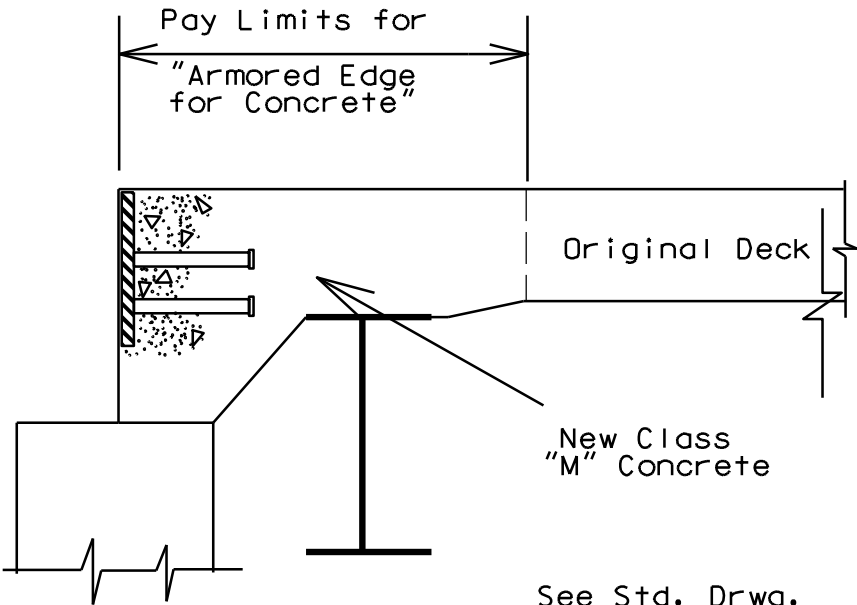 Pay Limits for
"Armored Edge
for Concrete"
Original Deck
New Class
"M" Concrete
See Std. Drwg.